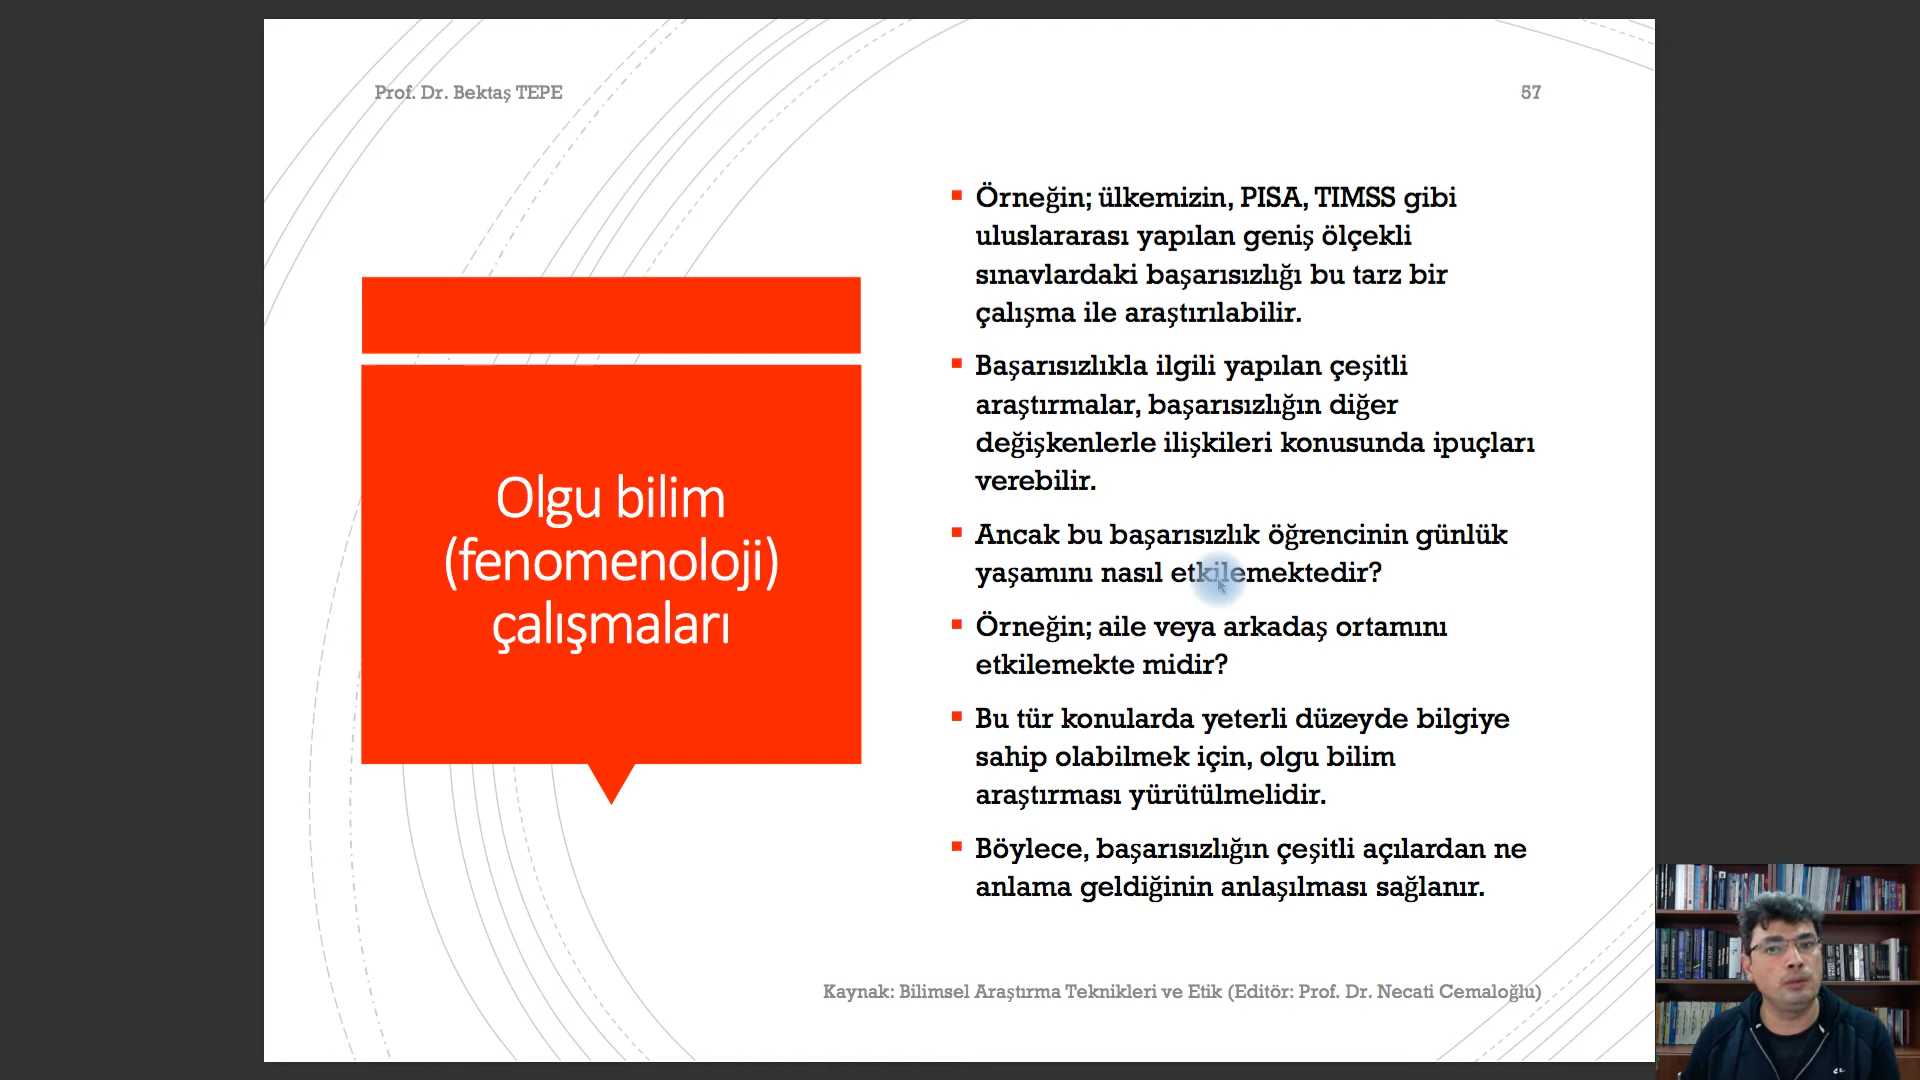 Prof. Dr. Bektaş TEPE
57
Olgu bilim
(fenomenoloji)
çalışmaları
Örneğin; ülkemizin, PISA, TIMSS gibi
uluslararası yapılan geniş ölçekli
sınavlardaki başarısızlığı bu tarz bir
çalışma ile araştırılabilir.
Başarısızlıkla ilgili yapılan çeşitli
araştırmalar, başarısızlığın diğer
değişkenlerle ilişkileri konusunda ipuçları
verebilir.
Ancak bu başarısızlık öğrencinin günlük
yaşamını nasıl etkilemektedir?
Örneğin; aile veya arkadaş ortamını
etkilemekte midir?
Bu tür konularda yeterli düzeyde bilgiye
sahip olabilmek için, olgu bilim
araştırması yürütülmelidir.
Böylece, başarısızlığın çeşitli açılardan ne
anlama geldiğinin anlaşılması sağlanır.
Kaynak: Bilimsel Araştırma Teknikleri ve Etik (Editör: Prof. Dr. Necati Cemaloğlu)